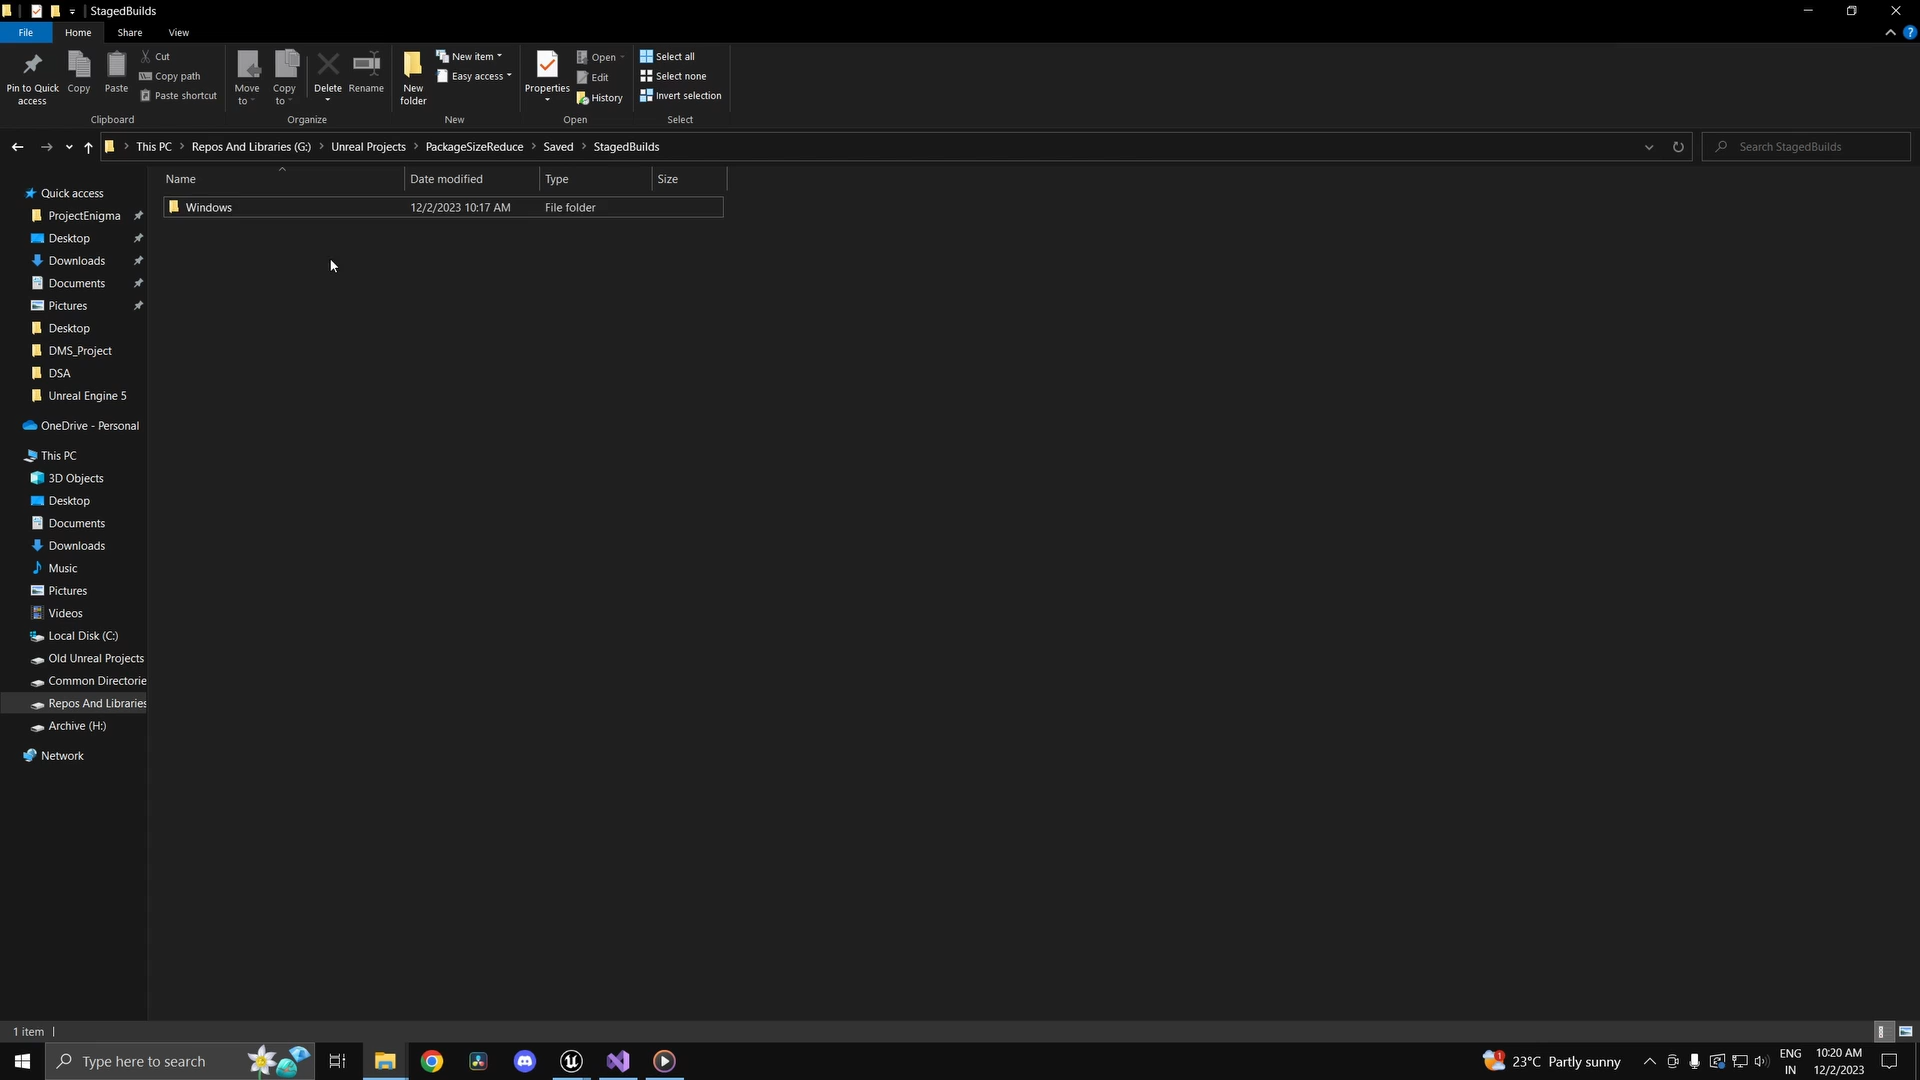 StagedBuilds
File
Home
Share
View
Pin to Quick access
Copy
Paste
Cut
Copy path
Paste shortcut
Move to
Copy to
Delete
Rename
New folder
New item
Easy access
Properties
Open
Edit
History
Select all
Select none
Invert selection
Clipboard
Organize
New
Open
Select
This PC
Repos And Libraries (G:)
Unreal Projects
PackageSizeReduce
Saved
StagedBuilds
Search StagedBuilds
Name
Date modified
Type
Size
Windows
12/2/2023 10:17 AM
File folder
Quick access
ProjectEnigma
Desktop
Downloads
Documents
Pictures
Desktop
DMS_Project
DSA
Unreal Engine 5
OneDrive - Personal
This PC
3D Objects
Desktop
Documents
Downloads
Music
Pictures
Videos
Local Disk (C:)
Old Unreal Projects
Common Directorie
Repos And Libraries
Archive (H:)
Network
1 item
Type here to search
1
23°C Partly sunny
ENG
IN
10:20 AM
12/2/2023